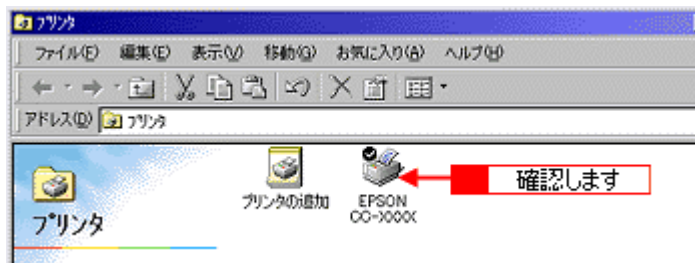 プリンタ
ファイル(F) 編集(E) 表示(V) 移動(G) お気に入り(A) ヘルプ(H)
アドレス(D) プリンタ
プリンタ
プリンタの追加
EPSON
CC-XXXX
確認します